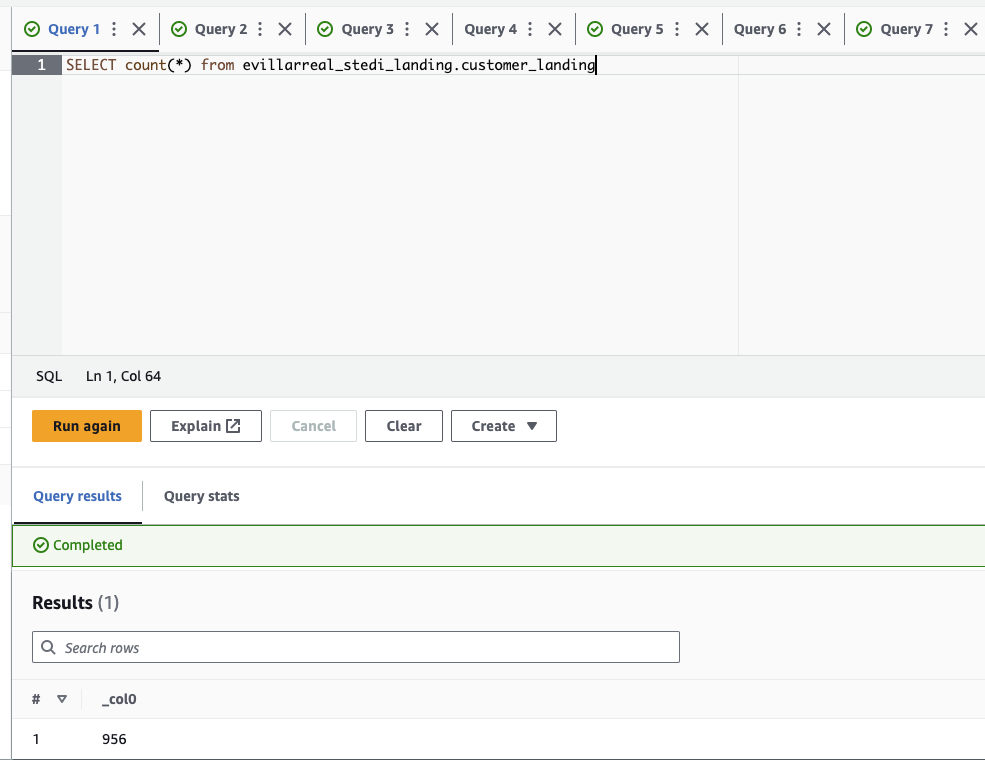 Query 1 Query 2 Query 3 Query 4 Query 5 Query 6 Query 7
1 SELECT count(*) from evillarreal_stedi_landing.customer_landing
SQL Ln 1, Col 64
Run again Explain Cancel Clear Create
Query results Query stats
Completed
Results (1)
Search rows
# _col0
1 956